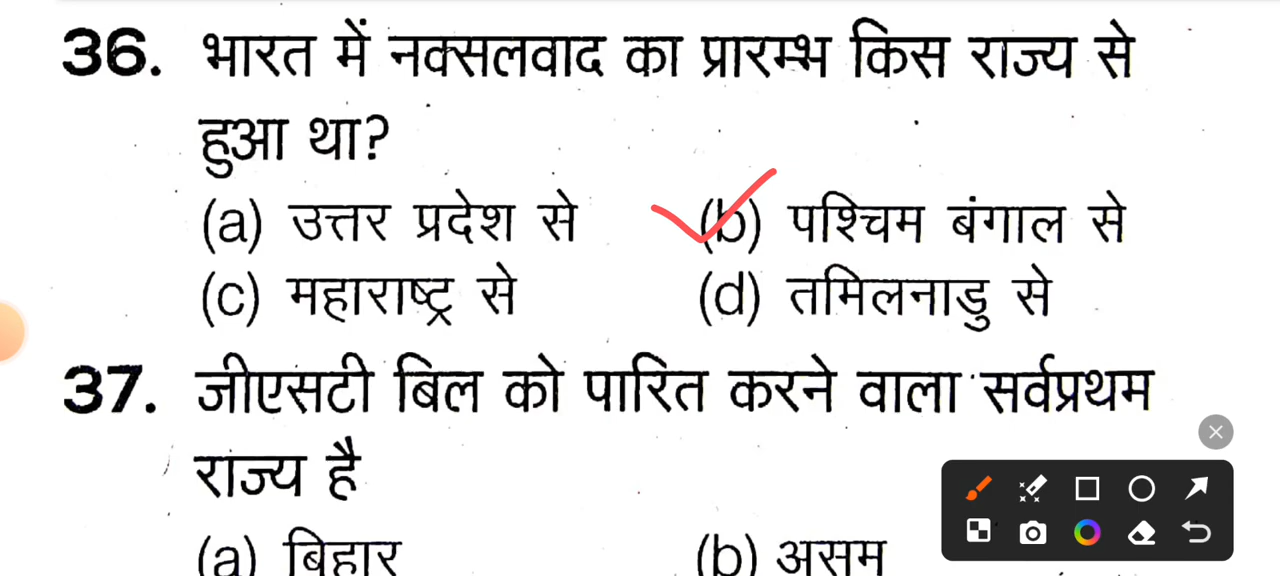 36. भारत में नक्सलवाद का प्रारम्भ किस राज्य से
हुआ था?
(a) उत्तर प्रदेश से (b) पश्चिम बंगाल से
(c) महाराष्ट्र से (d) तमिलनाडु से
37. जीएसटी बिल को पारित करने वाला सर्वप्रथम
राज्य है
(a) बिहार (b) असम